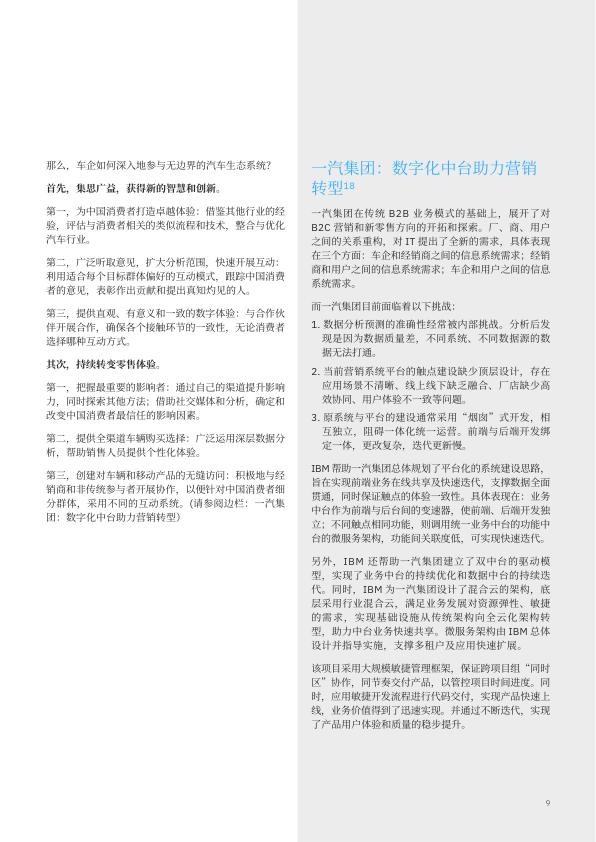 那么，车企如何深入地参与无边界的汽车生态系统？
首先，集思广益，获得新的智慧和创新。
第一，为中国消费者打造卓越体验：借鉴其他行业的经
验，评估与消费者相关的类似流程和技术，整合与优化
汽车行业。
第二，广泛听取意见，扩大分析范围，快速开展互动：
利用适合每个目标群体偏好的互动模式，跟踪中国消费
者的意见，表彰作出贡献和提出真知灼见的人。
第三，提供直观、有意义和一致的数字体验：与合作伙
伴开展合作，确保各个接触环节的一致性，无论消费者
选择哪种互动方式。
其次，持续转变零售体验。
第一，把握最重要的影响者：通过自己的渠道提升影响
力，同时探索其他方法；借助社交媒体和分析，确定和
改变中国消费者最信任的影响因素。
第二，提供全渠道车辆购买选择：广泛运用深层数据分
析，帮助销售人员提供个性化体验。
第三，创建对车辆和移动产品的无缝访问：积极地与经
销商和非传统参与者开展协作，以便针对中国消费者细
分群体，采用不同的互动系统。(请参阅边栏：一汽集
团：数字化中台助力营销转型）
一汽集团：数字化中台助力营销
转型18
一汽集团在传统 B2B 业务模式的基础上，展开了对
B2C 营销和新零售方向的开拓和探索。厂、商、用户
之间的关系重构，对 IT 提出了全新的需求，具体表现
在三个方面：车企和经销商之间的信息系统需求；经销
商和用户之间的信息系统需求；车企和用户之间的信息
系统需求。
而一汽集团目前面临着以下挑战：
1. 数据分析预测的准确性经常被内部挑战。分析后发
现是因为数据质量差，不同系统、不同数据源的数
据无法打通。
2. 当前营销系统平台的触点建设缺少顶层设计，存在
应用场景不清晰、线上线下缺乏融合、厂店缺少高
效协同、用户体验不一致等问题。
3. 原系统与平台的建设通常采用“烟囱”式开发，相
互独立，阻碍一体化统一运营。前端与后端开发绑
定一体，更改复杂，迭代更新慢。
IBM 帮助一汽集团总体规划了平台化的系统建设思路，
旨在实现前端业务在线共享及快速迭代，支撑数据全面
贯通，同时保证触点的体验一致性。具体表现在：业务
中台作为前端与后台间的变速器，使前端、后端开发独
立；不同触点相同功能，则调用统一业务中台的功能中
台的微服务架构，功能间关联度低，可实现快速迭代。
另外，IBM 还帮助一汽集团建立了双中台的驱动模
型，实现了业务中台的持续优化和数据中台的持续迭
代。同时，IBM 为一汽集团设计了混合云的架构，底
层采用行业混合云，满足业务发展对资源弹性、敏捷
的需求，实现基础设施从传统架构向全云化架构转
型，助力中台业务快速共享。微服务架构由 IBM 总体
设计并指导实施，支撑多租户及应用快速扩展。
该项目采用大规模敏捷管理框架，保证跨项目组“同时
区”协作，同节奏交付产品，以管控项目时间进度。同
时，应用敏捷开发流程进行代码交付，实现产品快速上
线，业务价值得到了迅速实现。并通过不断迭代，实现
了产品用户体验和质量的稳步提升。
9